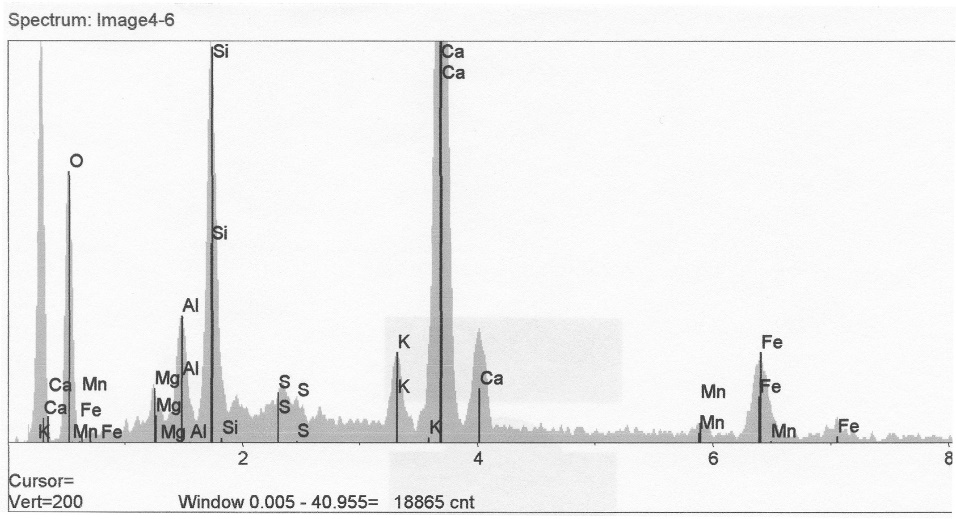 Spectrum: Image4-6
Si Ca
Ca
O
Si
Al
K Fe
Al
Ca Mn Mg S S K Ca Mn Fe
Ca Fe Mg S Mn
K Mn Fe Mg Al Si S K Mn Fe
2 4 6 8
Cursor=
Vert=200 Window 0.005 - 40.955= 18865 cnt